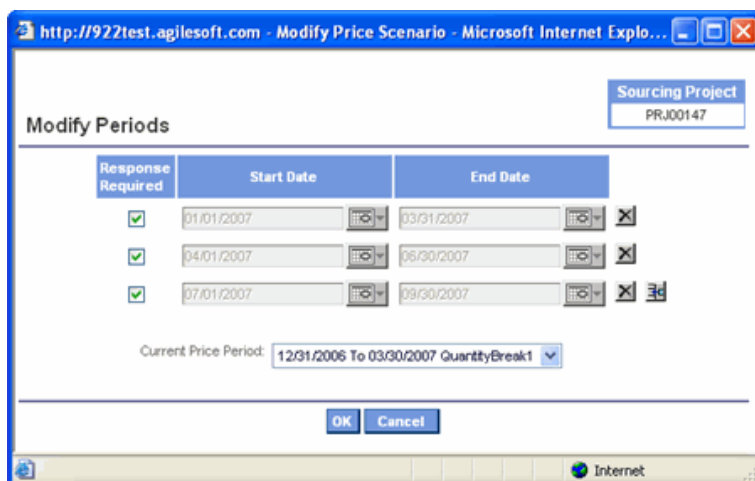 http://922test.agilesoft.com - Modify Price Scenario - Microsoft Internet Explo...
Sourcing Project
PRJ00147
Modify Periods
Response Required Start Date End Date
01/01/2007 03/31/2007
04/01/2007 06/30/2007
07/01/2007 09/30/2007
Current Price Period: 12/31/2006 To 03/30/2007 QuantityBreak1
OK Cancel
Internet